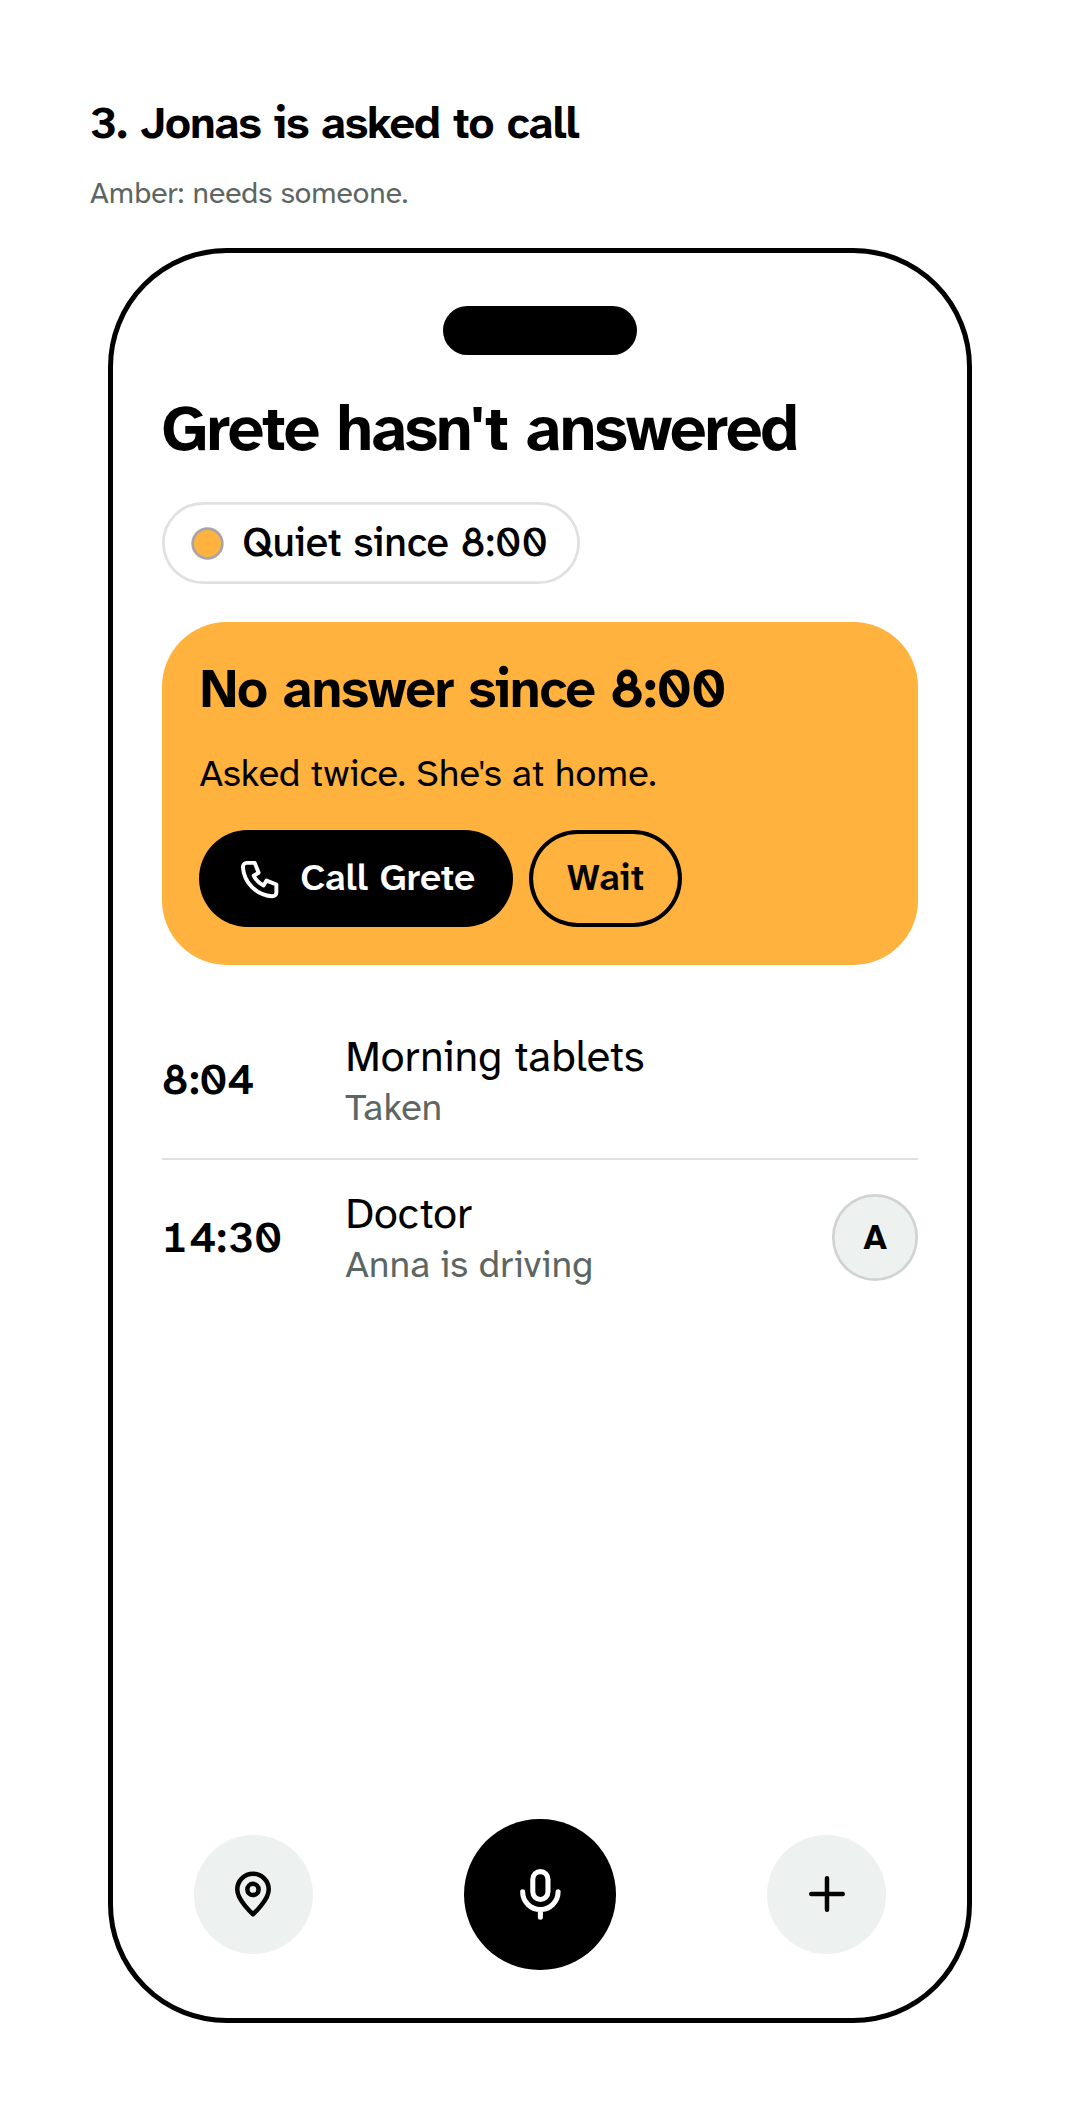 3. Jonas is asked to call
Amber: needs someone.
Grete hasn't answered
Quiet since 8:00
No answer since 8:00
Asked twice. She's at home.
Call Grete
Wait
8:04
Morning tablets
Taken
14:30
Doctor
Anna is driving
A